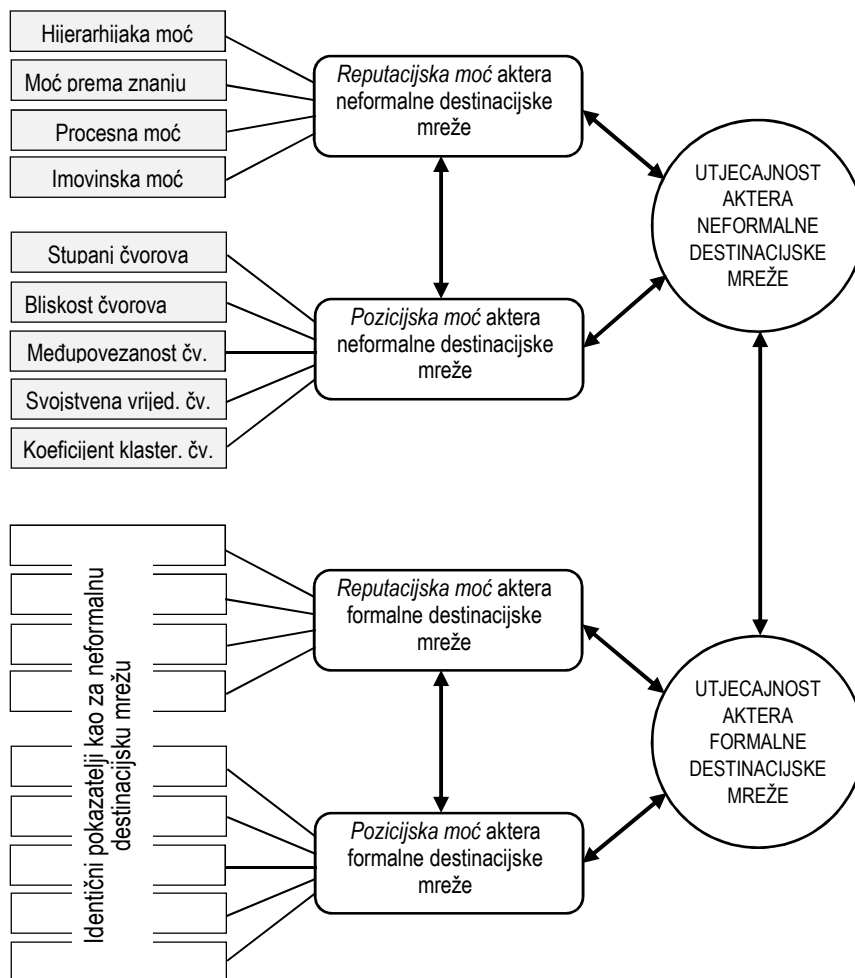 Hijerarhijaka moć
Moć prema znanju
Procesna moć
Imovinska moć
Reputacijska moć aktera
neformalne destinacijske
mreže
Stupanj čvorova
Bliskost čvorova
Međupovezanost čv.
Svojstvena vrijed. čv.
Koeficijent klaster. čv.
Pozicijska moć aktera
neformalne destinacijske
mreže
UTJECAJNOST
AKTERA
NEFORMALNE
DESTINACIJSKE
MREŽE
Identični pokazatelji kao za neformalnu
destinacijsku mrežu
Reputacijska moć aktera
formalne destinacijske
mreže
Pozicijska moć aktera
formalne destinacijske
mreže
UTJECAJNOST
AKTERA
FORMALNE
DESTINACIJSKE
MREŽE